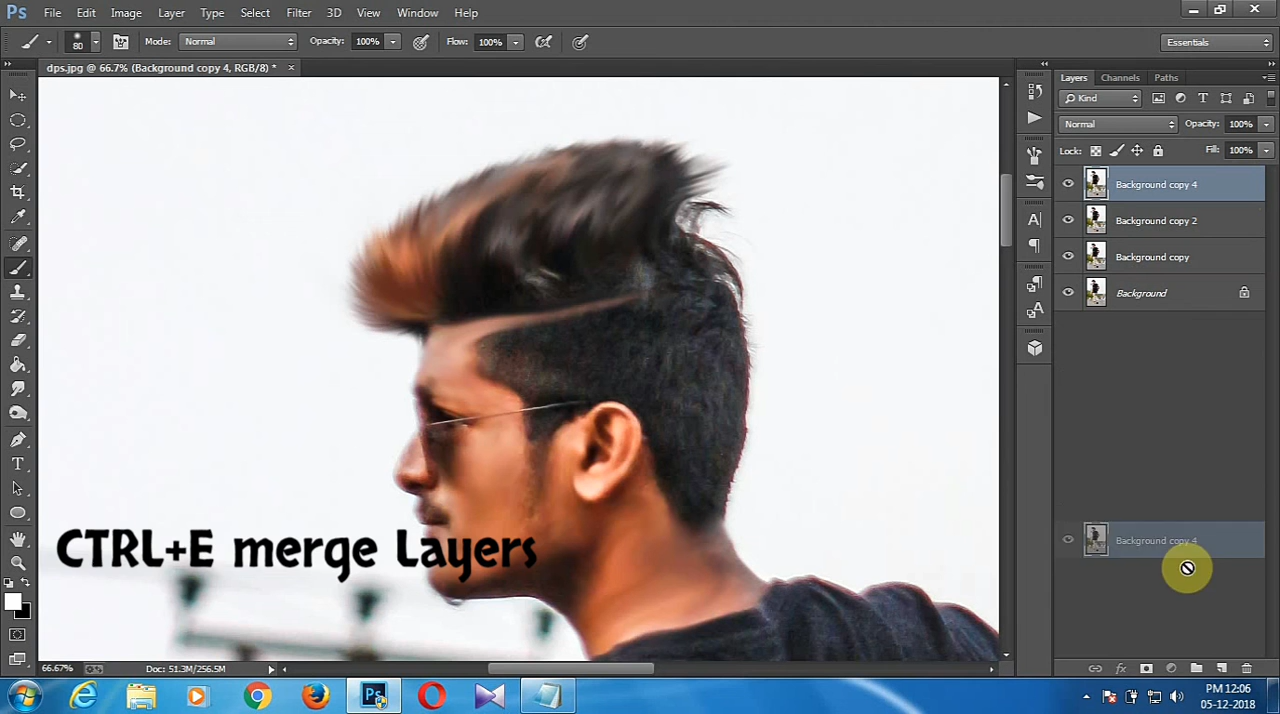 Ps File Edit Image Layer Type Select Filter 3D View Window Help
80 Mode: Normal Opacity: 100% Flow: 100% Essentials
dps.jpg @ 66.7% (Background copy 4, RGB/8) * ×
Layers Channels Paths
Kind
Normal Opacity: 100%
Lock: Fill: 100%
Background copy 4
Background copy 2
Background copy
Background
Background copy 4
CTRL+E merge Layers
66.67% Doc: 51.3M/256.5M
PM 12:06
05-12-2018